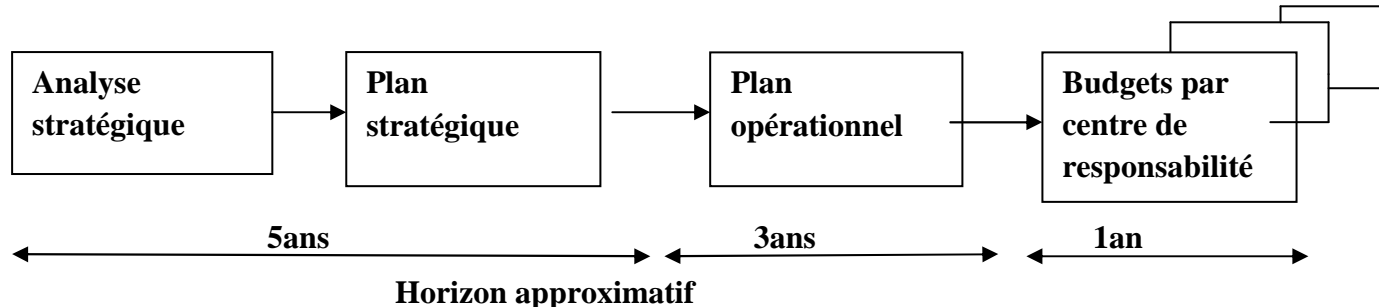 Analyse
stratégique
Plan
stratégique
Plan
opérationnel
Budgets par
centre de
responsabilité
5ans
3ans
1an
Horizon approximatif